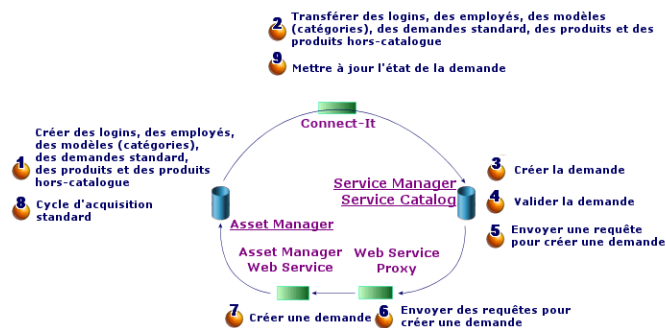 2 Transférer des logins, des employés, des modèles
(catégories), des demandes standard, des produits et des
produits hors-catalogue
9 Mettre à jour l'état de la demande
Connect-It
Créer des logins, des employés,
des modèles (catégories),
1 des demandes standard,
des produits et des produits
hors-catalogue
8 Cycle d'acquisition
standard
Asset Manager
Service Manager
Service Catalog
3 Créer la demande
4 Valider la demande
5 Envoyer une requête
pour créer une demande
Asset Manager
Web Service
Web Service
Proxy
7 Créer une demande
6 Envoyer des requêtes pour
créer une demande